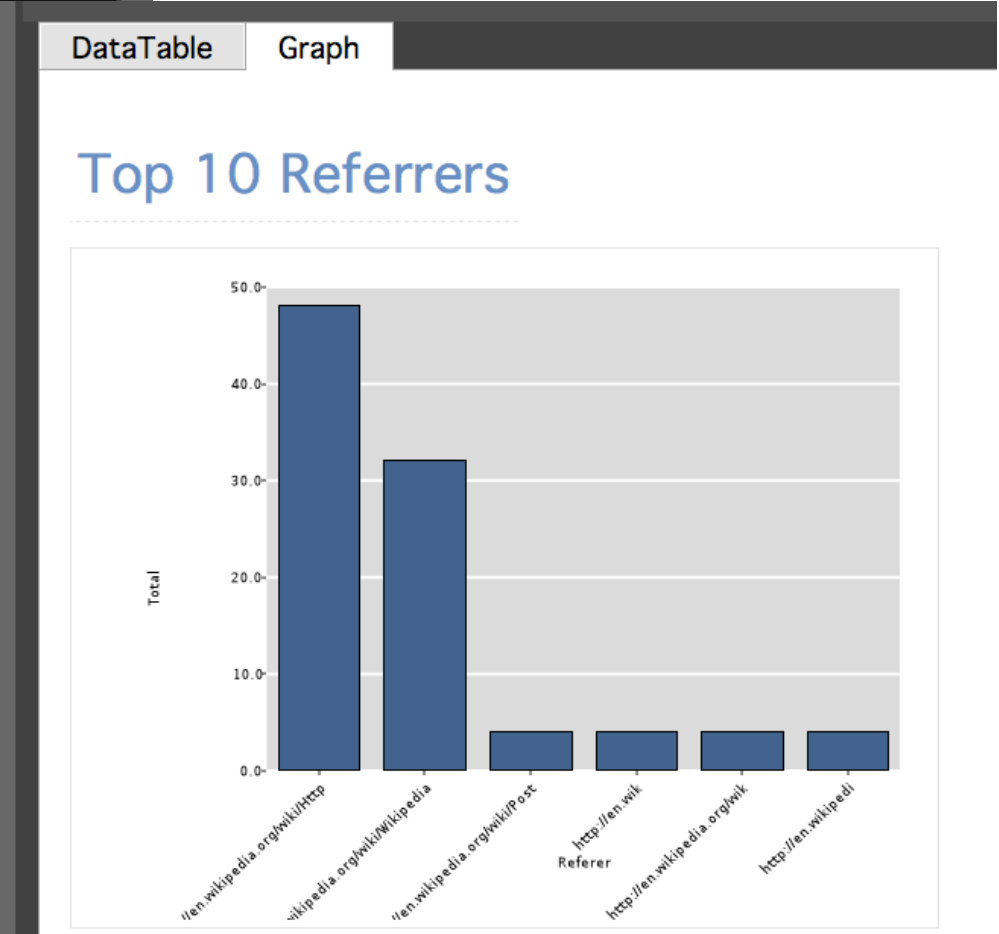 DataTable Graph
Top 10 Referrers
50.0
40.0
30.0
20.0
10.0
0.0
Total
//en.wikipedia.org/wiki/Http
wikipedia.org/wiki/Wikipedia
//en.wikipedia.org/wiki/Post
http://en.wik
http://en.wikipedia.org/wik
http://en.wikipedi
Referer